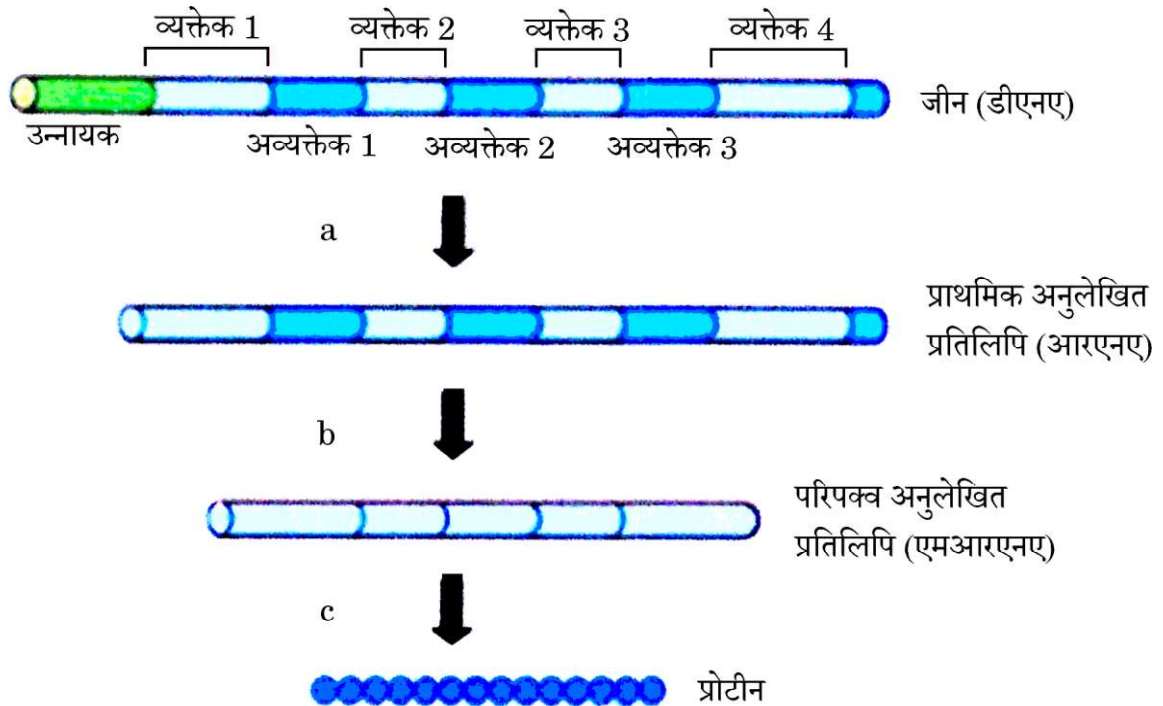 व्यक्तेक 1 व्यक्तेक 2 व्यक्तेक 3 व्यक्तेक 4
जीन (डीएनए)
उन्नायक अव्यक्तेक 1 अव्यक्तेक 2 अव्यक्तेक 3
a
प्राथमिक अनुलेखित
प्रतिलिपि (आरएनए)
b
परिपक्व अनुलेखित
प्रतिलिपि (एमआरएनए)
c
प्रोटीन